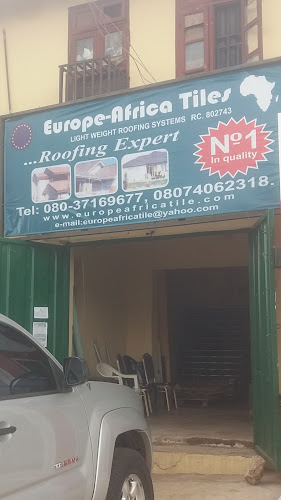 Europe-Africa Tiles
LIGHT WEIGHT ROOFING SYSTEMS RC. 802743
...Roofing Expert
Nº1
In quality
Tel: 080-37169677, 08074062318.
www.europeafricatile.com
e-mail:europeafricatile@yahoo.com